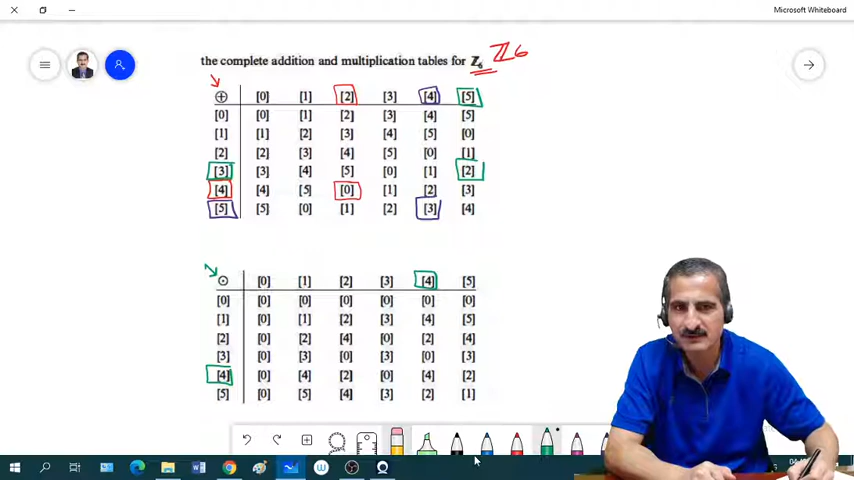 Microsoft Whiteboard
the complete addition and multiplication tables for Z6 ℤ6
⊕ [0] [1] [2] [3] [4] [5]
[0] [0] [1] [2] [3] [4] [5]
[1] [1] [2] [3] [4] [5] [0]
[2] [2] [3] [4] [5] [0] [1]
[3] [3] [4] [5] [0] [1] [2]
[4] [4] [5] [0] [1] [2] [3]
[5] [5] [0] [1] [2] [3] [4]
⊙ [0] [1] [2] [3] [4] [5]
[0] [0] [0] [0] [0] [0] [0]
[1] [0] [1] [2] [3] [4] [5]
[2] [0] [2] [4] [0] [2] [4]
[3] [0] [3] [0] [3] [0] [3]
[4] [0] [4] [2] [0] [4] [2]
[5] [0] [5] [4] [3] [2] [1]